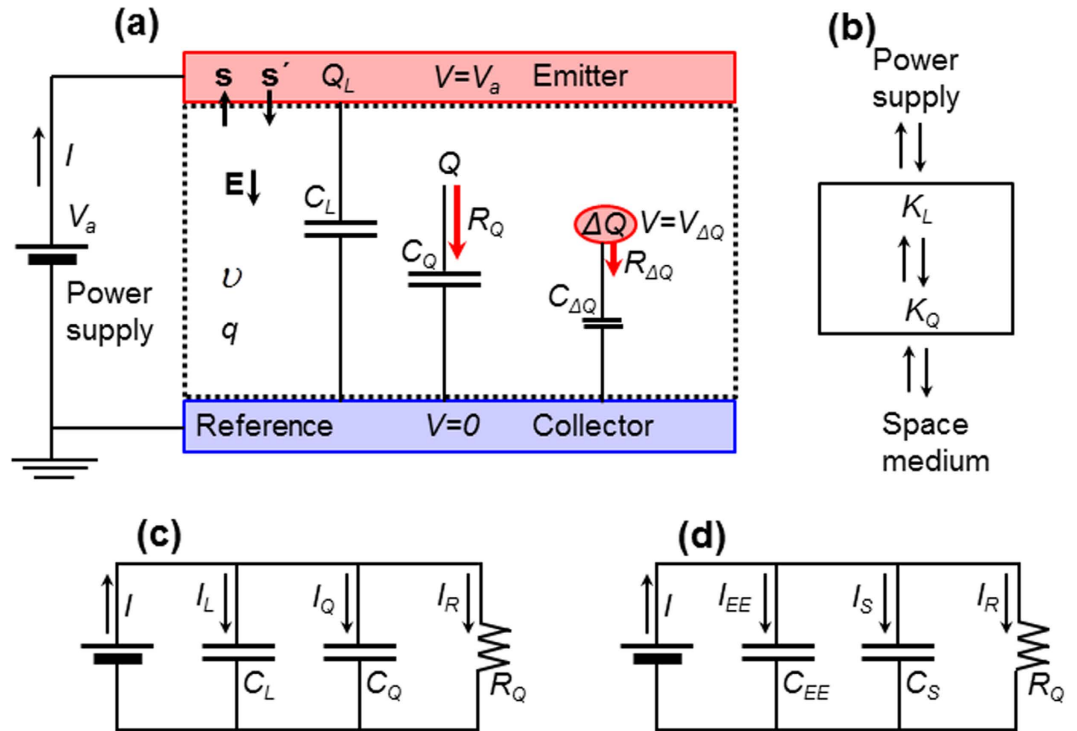 (a)
s s´ Q_L V=V_a Emitter
I
V_a
Power
supply
E
υ
q
C_L
Q
R_Q
C_Q
ΔQ V=V_ΔQ
R_ΔQ
C_ΔQ
Reference V=0 Collector
(b)
Power
supply
K_L
K_Q
Space
medium
(c)
I I_L I_Q I_R
C_L C_Q R_Q
(d)
I I_EE I_S I_R
C_EE C_S R_Q